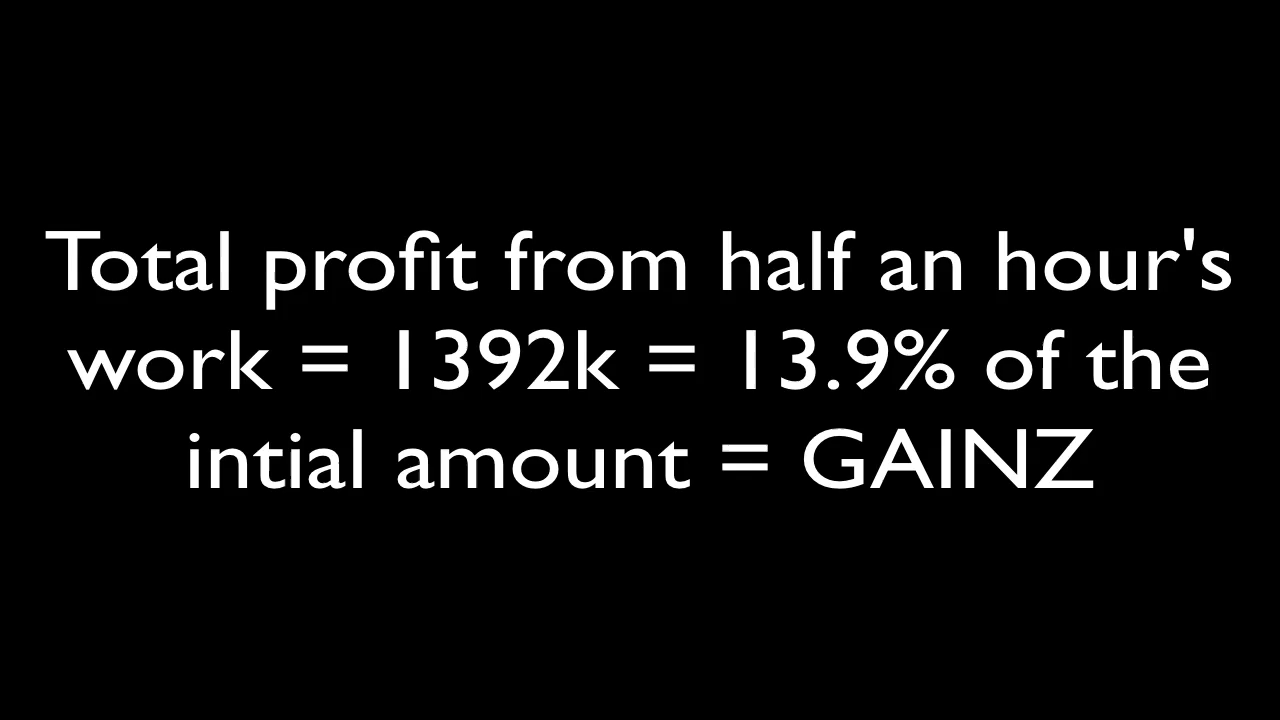 Total profit from half an hour's
work = 1392k = 13.9% of the
intial amount = GAINZ